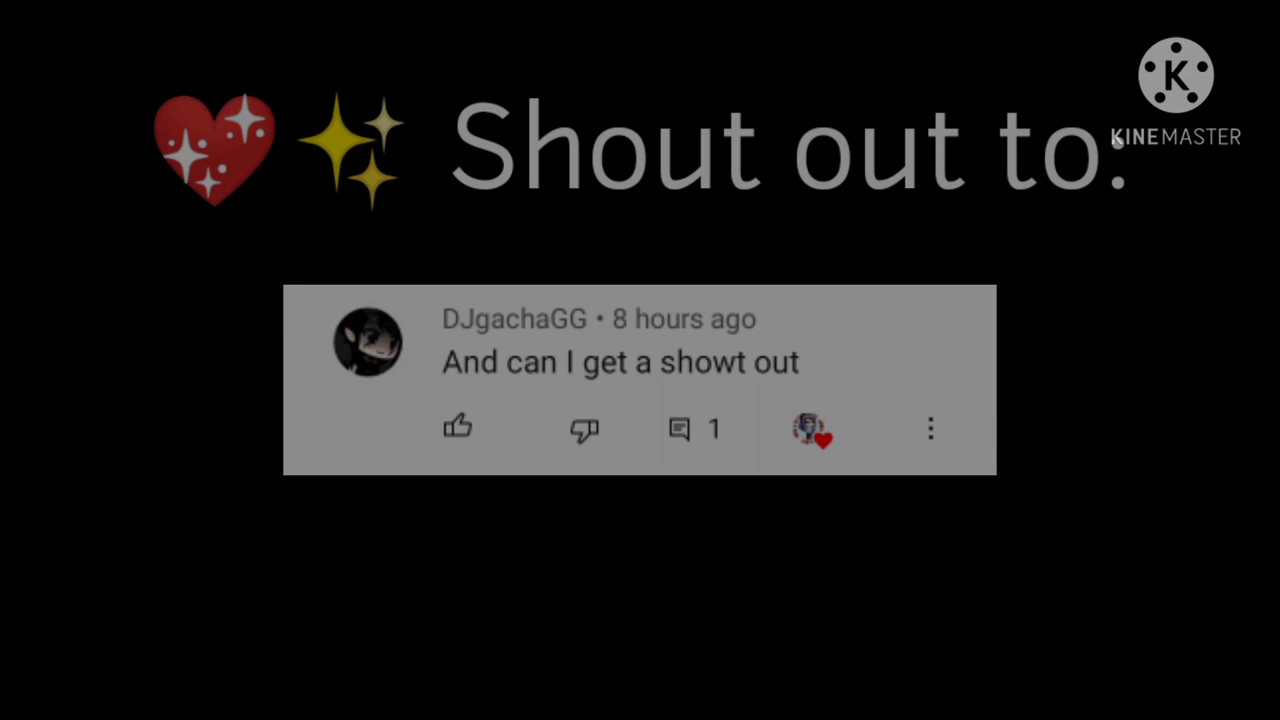 💖✨ Shout out to:
K
KINEMASTER
DJgachaGG • 8 hours ago
And can I get a showt out
1